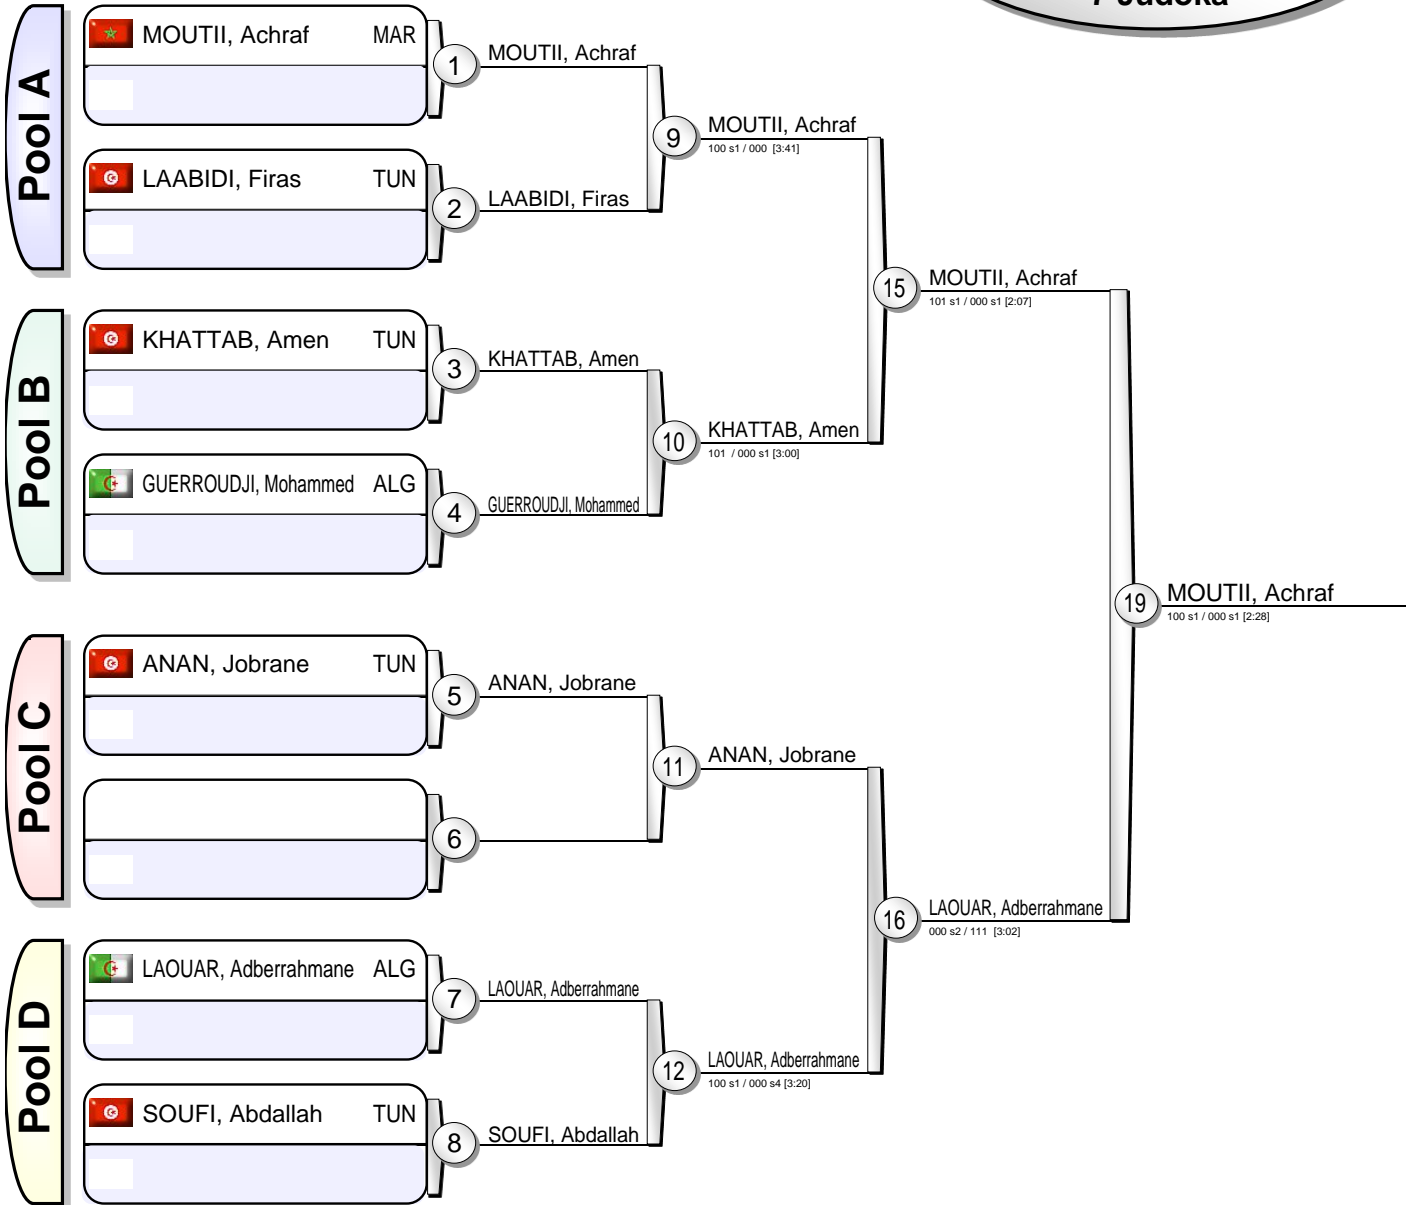 7 Judoka
Pool A
MOUTII, Achraf MAR
1
MOUTII, Achraf
LAABIDI, Firas TUN
2
LAABIDI, Firas
9
MOUTII, Achraf
100 s1 / 000 [3:41]
Pool B
KHATTAB, Amen TUN
3
KHATTAB, Amen
GUERROUDJI, Mohammed ALG
4
GUERROUDJI, Mohammed
10
KHATTAB, Amen
101 / 000 s1 [3:00]
15
MOUTII, Achraf
101 s1 / 000 s1 [2:07]
Pool C
ANAN, Jobrane TUN
5
ANAN, Jobrane
6
11
ANAN, Jobrane
Pool D
LAOUAR, Adberrahmane ALG
7
LAOUAR, Adberrahmane
SOUFI, Abdallah TUN
8
SOUFI, Abdallah
12
LAOUAR, Adberrahmane
100 s1 / 000 s4 [3:20]
16
LAOUAR, Adberrahmane
000 s2 / 111 [3:02]
19
MOUTII, Achraf
100 s1 / 000 s1 [2:28]